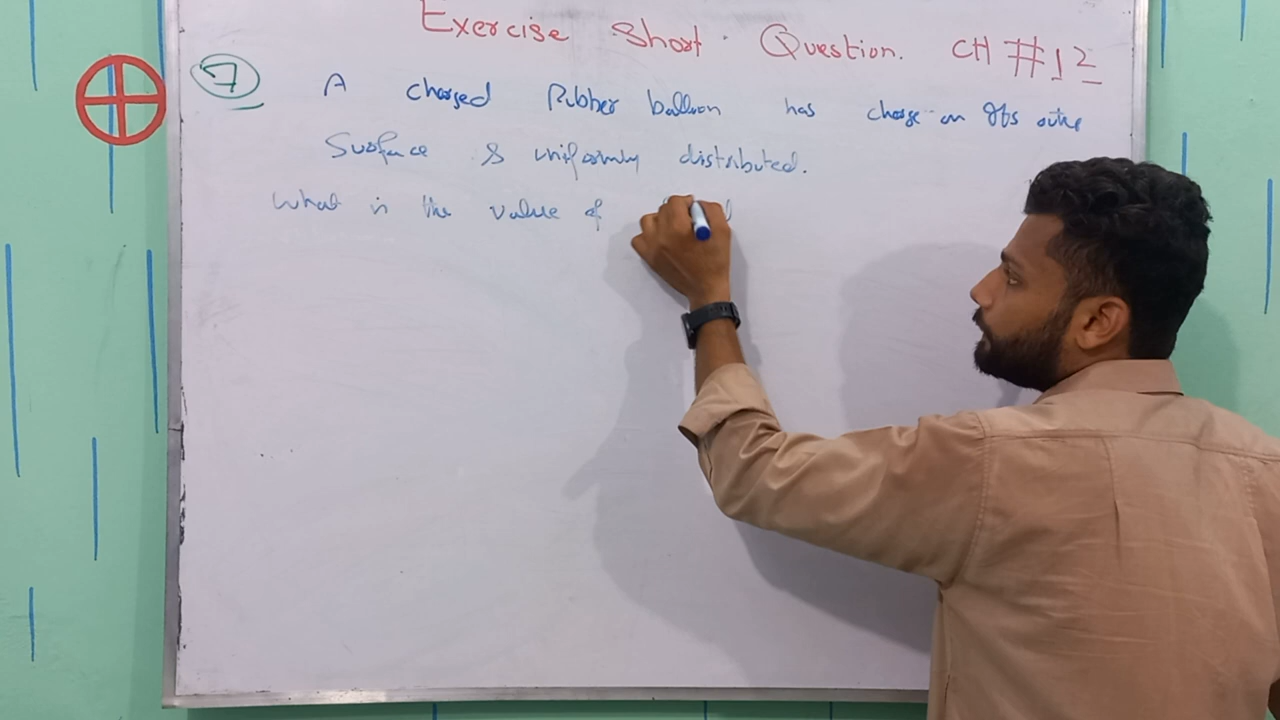 Exercise Short Question. CH #12
7 A charged Rubber balloon has charge on Its outer
Surface & uniformly distributed.
What is the value of